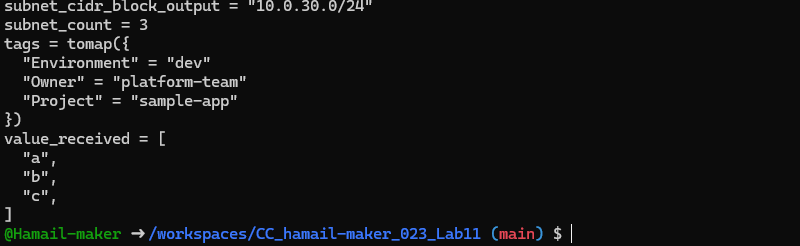 subnet_cidr_block_output = "10.0.30.0/24"
subnet_count = 3
tags = tomap({
  "Environment" = "dev"
  "Owner" = "platform-team"
  "Project" = "sample-app"
})
value_received = [
  "a",
  "b",
  "c",
]
@Hamail-maker ➜ /workspaces/CC_hamail-maker_023_Lab11 (main) $